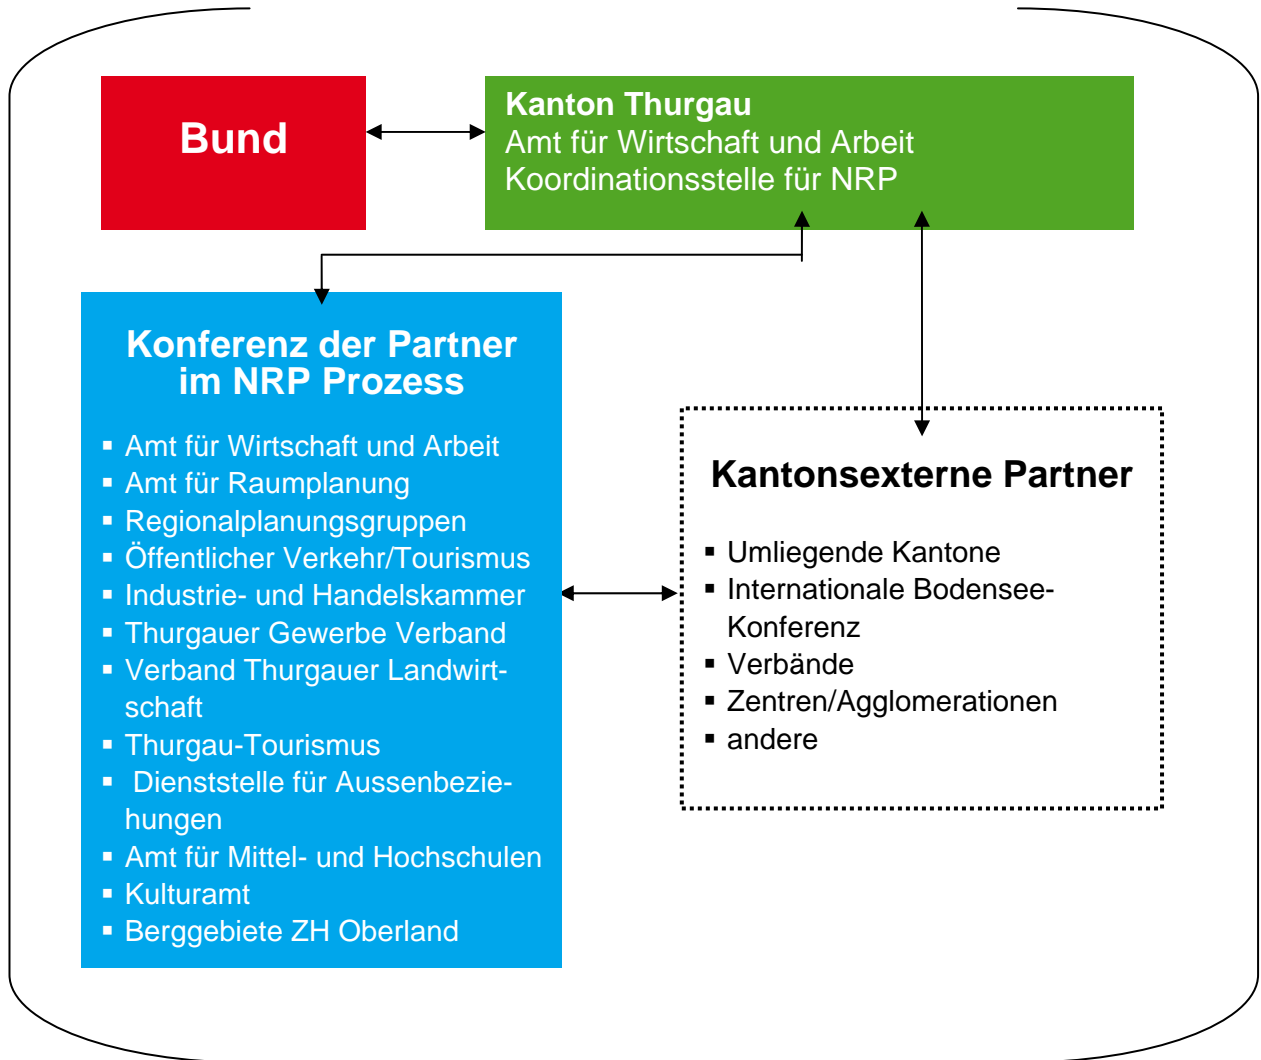 Bund
Kanton Thurgau
Amt für Wirtschaft und Arbeit
Koordinationsstelle für NRP
Konferenz der Partner
im NRP Prozess
▪ Amt für Wirtschaft und Arbeit
▪ Amt für Raumplanung
▪ Regionalplanungsgruppen
▪ Öffentlicher Verkehr/Tourismus
▪ Industrie- und Handelskammer
▪ Thurgauer Gewerbe Verband
▪ Verband Thurgauer Landwirt-
schaft
▪ Thurgau-Tourismus
▪ Dienststelle für Aussenbezie-
hungen
▪ Amt für Mittel- und Hochschulen
▪ Kulturamt
▪ Berggebiete ZH Oberland
Kantonsexterne Partner
▪ Umliegende Kantone
▪ Internationale Bodensee-
Konferenz
▪ Verbände
▪ Zentren/Agglomerationen
▪ andere